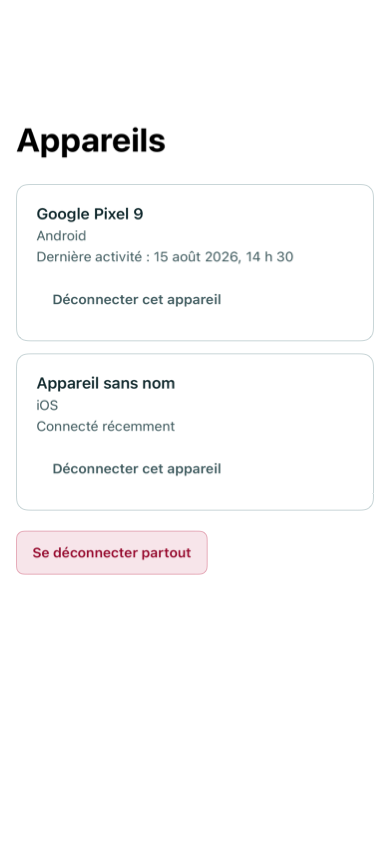 Appareils
Google Pixel 9
Android
Dernière activité : 15 août 2026, 14 h 30
Déconnecter cet appareil
Appareil sans nom
iOS
Connecté récemment
Déconnecter cet appareil
Se déconnecter partout